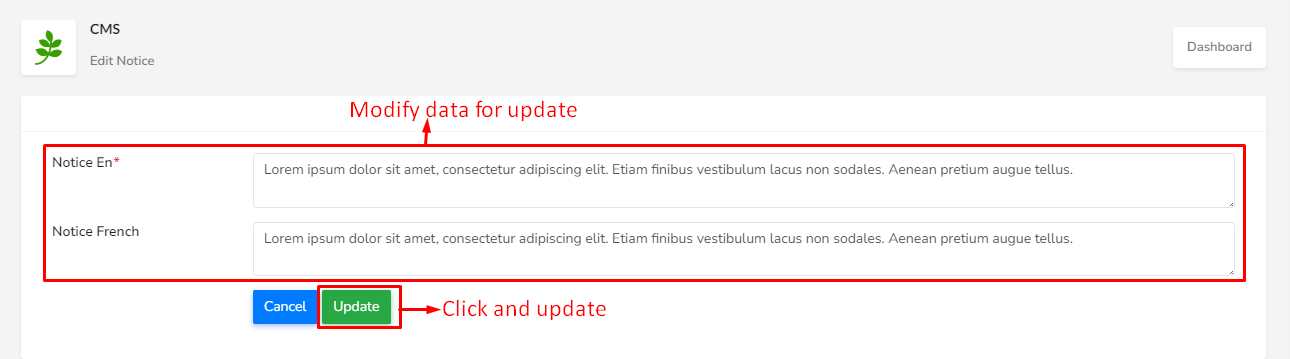 CMS
Edit Notice
Dashboard
Modify data for update
Notice En*
Lorem ipsum dolor sit amet, consectetur adipiscing elit. Etiam finibus vestibulum lacus non sodales. Aenean pretium augue tellus.
Notice French
Lorem ipsum dolor sit amet, consectetur adipiscing elit. Etiam finibus vestibulum lacus non sodales. Aenean pretium augue tellus.
Cancel Update Click and update